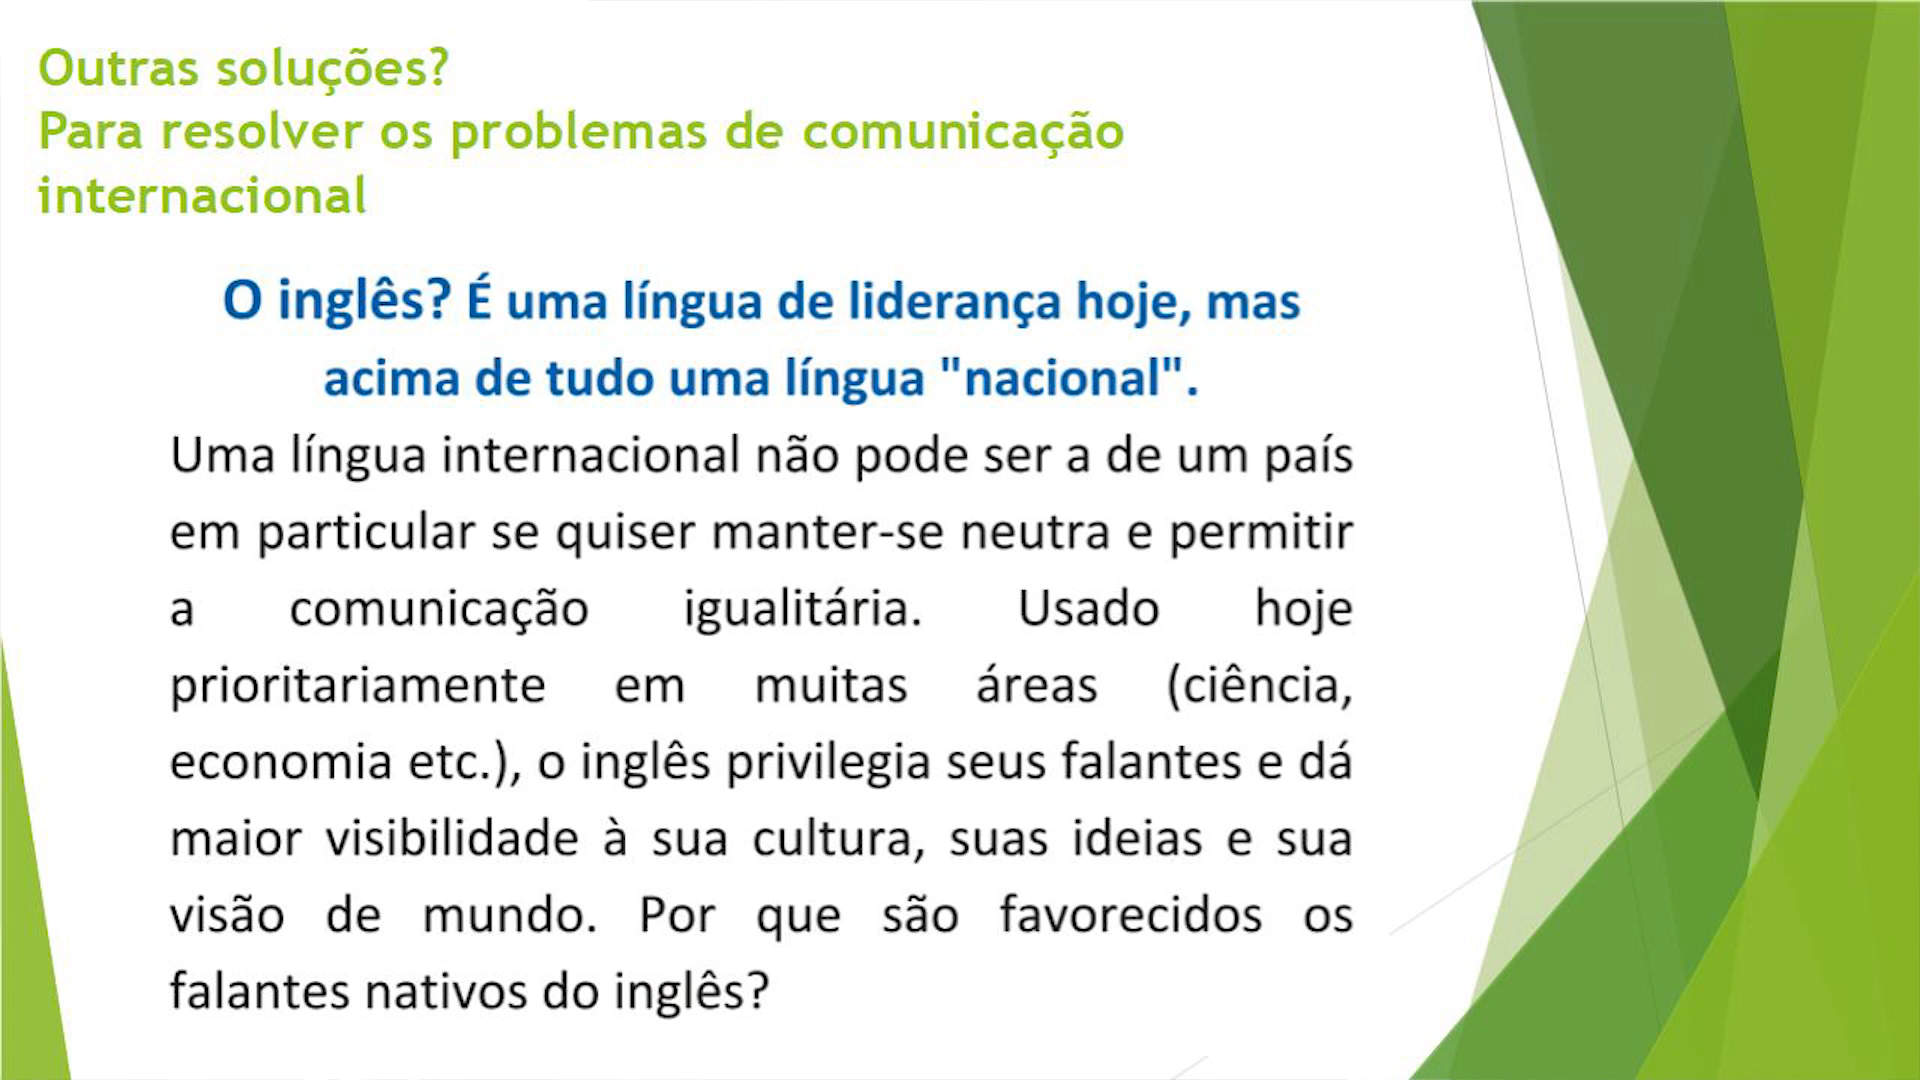 Outras soluções?
Para resolver os problemas de comunicação
internacional
O inglês? É uma língua de liderança hoje, mas
acima de tudo uma língua "nacional".
Uma língua internacional não pode ser a de um país
em particular se quiser manter-se neutra e permitir
a comunicação igualitária. Usado hoje
prioritariamente em muitas áreas (ciência,
economia etc.), o inglês privilegia seus falantes e dá
maior visibilidade à sua cultura, suas ideias e sua
visão de mundo. Por que são favorecidos os
falantes nativos do inglês?